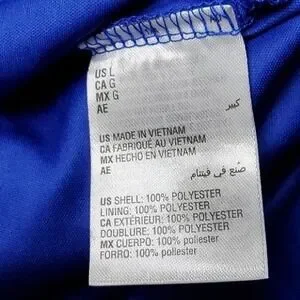 US L
CA G
MX G
AE كبير
US MADE IN VIETNAM
CA FABRIQUÉ AU VIETNAM
MX HECHO EN VIETNAM
AE صُنع في فيتنام
US SHELL: 100% POLYESTER
LINING: 100% POLYESTER
CA EXTÉRIEUR: 100% POLYESTER
DOUBLURE: 100% POLYESTER
MX CUERPO: 100% poliester
FORRO: 100% poliester